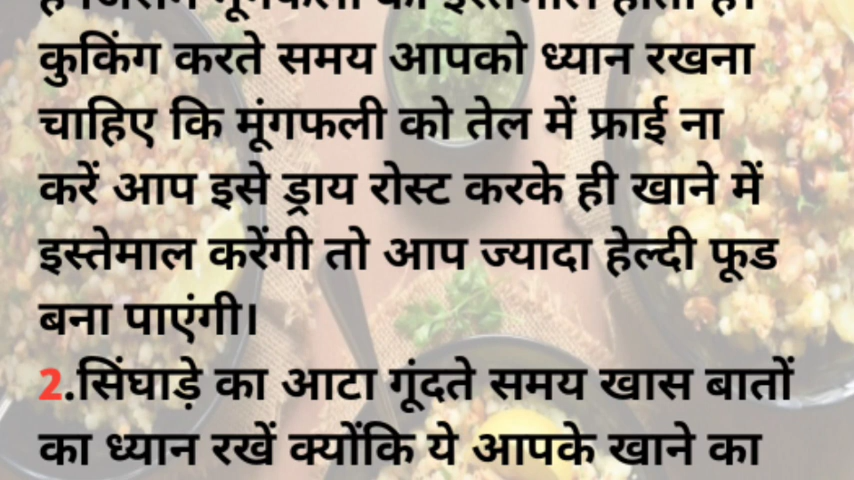 कुकिंग करते समय आपको ध्यान रखना
चाहिए कि मूंगफली को तेल में फ्राई ना
करें आप इसे ड्राय रोस्ट करके ही खाने में
इस्तेमाल करेंगी तो आप ज्यादा हेल्दी फूड
बना पाएंगी।
2.सिंघाड़े का आटा गूंदते समय खास बातों
का ध्यान रखें क्योंकि ये आपके खाने का